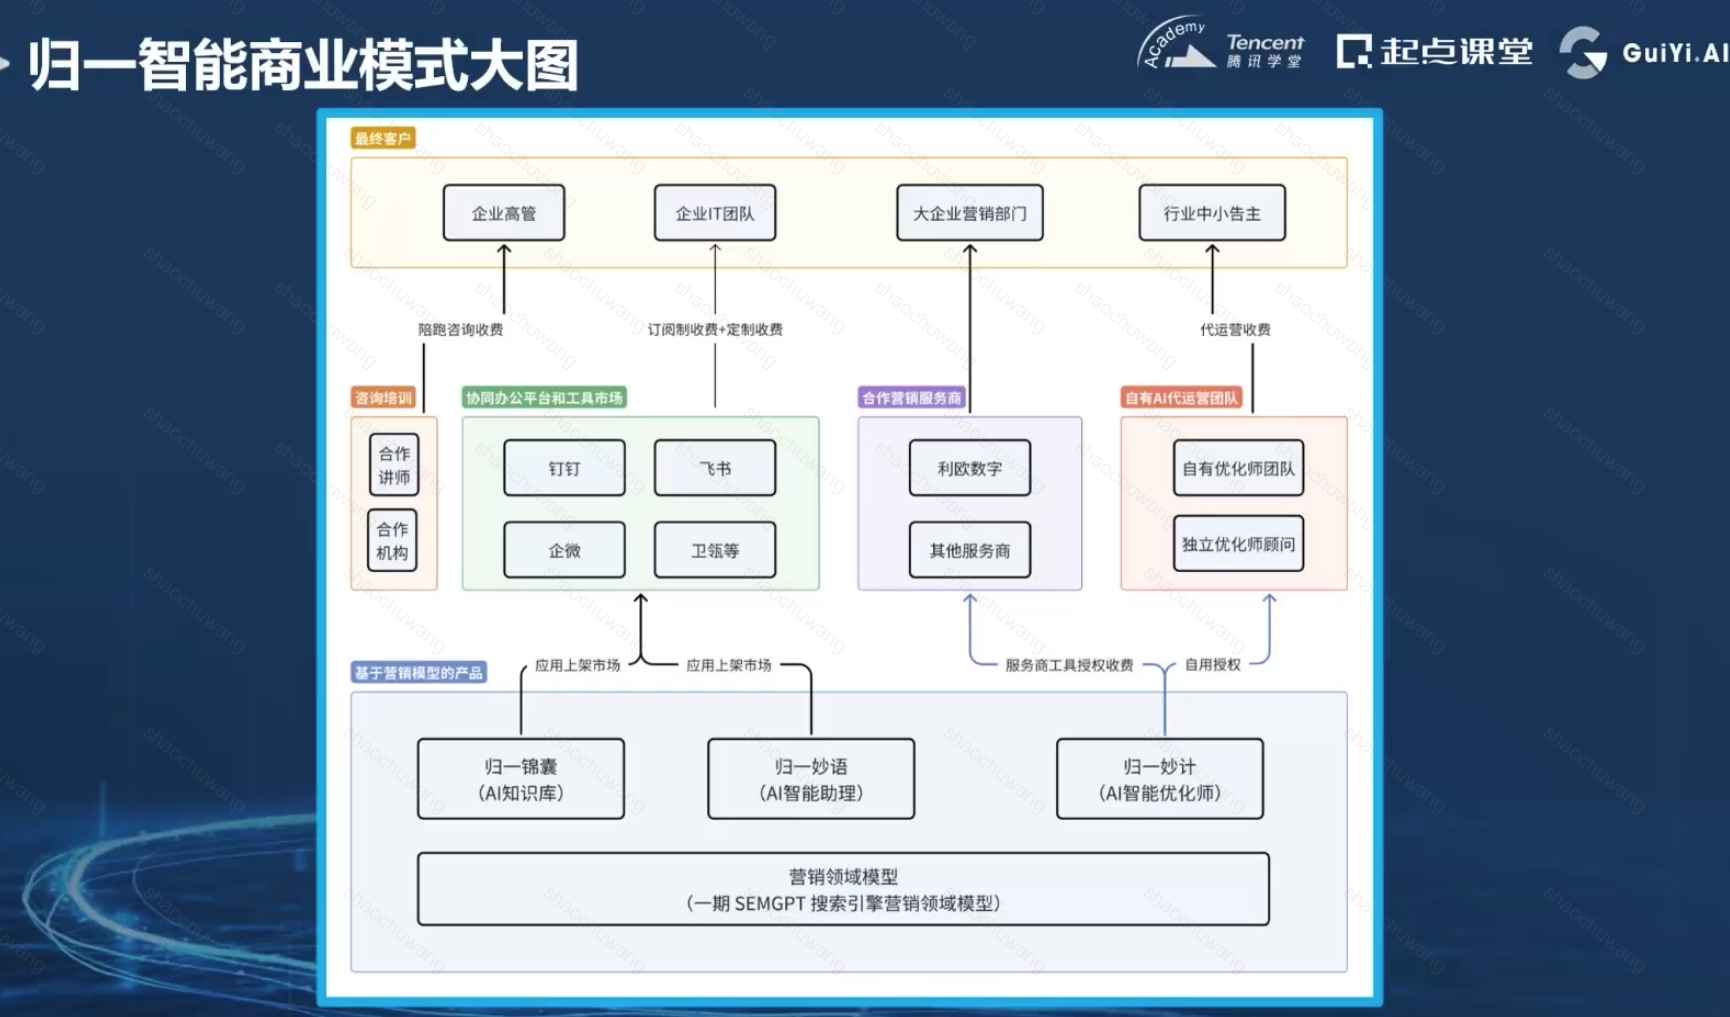 归一智能商业模式大图
Academy
Tencent
腾讯学堂
起点课堂
GuiYi.AI
最终客户
企业高管
企业IT团队
大企业营销部门
行业中小告主
陪跑咨询收费
订阅制收费+定制收费
代运营收费
咨询培训
协同办公平台和工具市场
合作营销服务商
自有AI代运营团队
合作
讲师
合作
机构
钉钉
飞书
企微
卫瓴等
利欧数字
其他服务商
自有优化师团队
独立优化师顾问
应用上架市场
应用上架市场
服务商工具授权收费
自用授权
基于营销模型的产品
归一锦囊
（AI知识库）
归一妙语
（AI智能助理）
归一妙计
（AI智能优化师）
营销领域模型
（一期 SEMGPT 搜索引擎营销领域模型）
shaochuwang